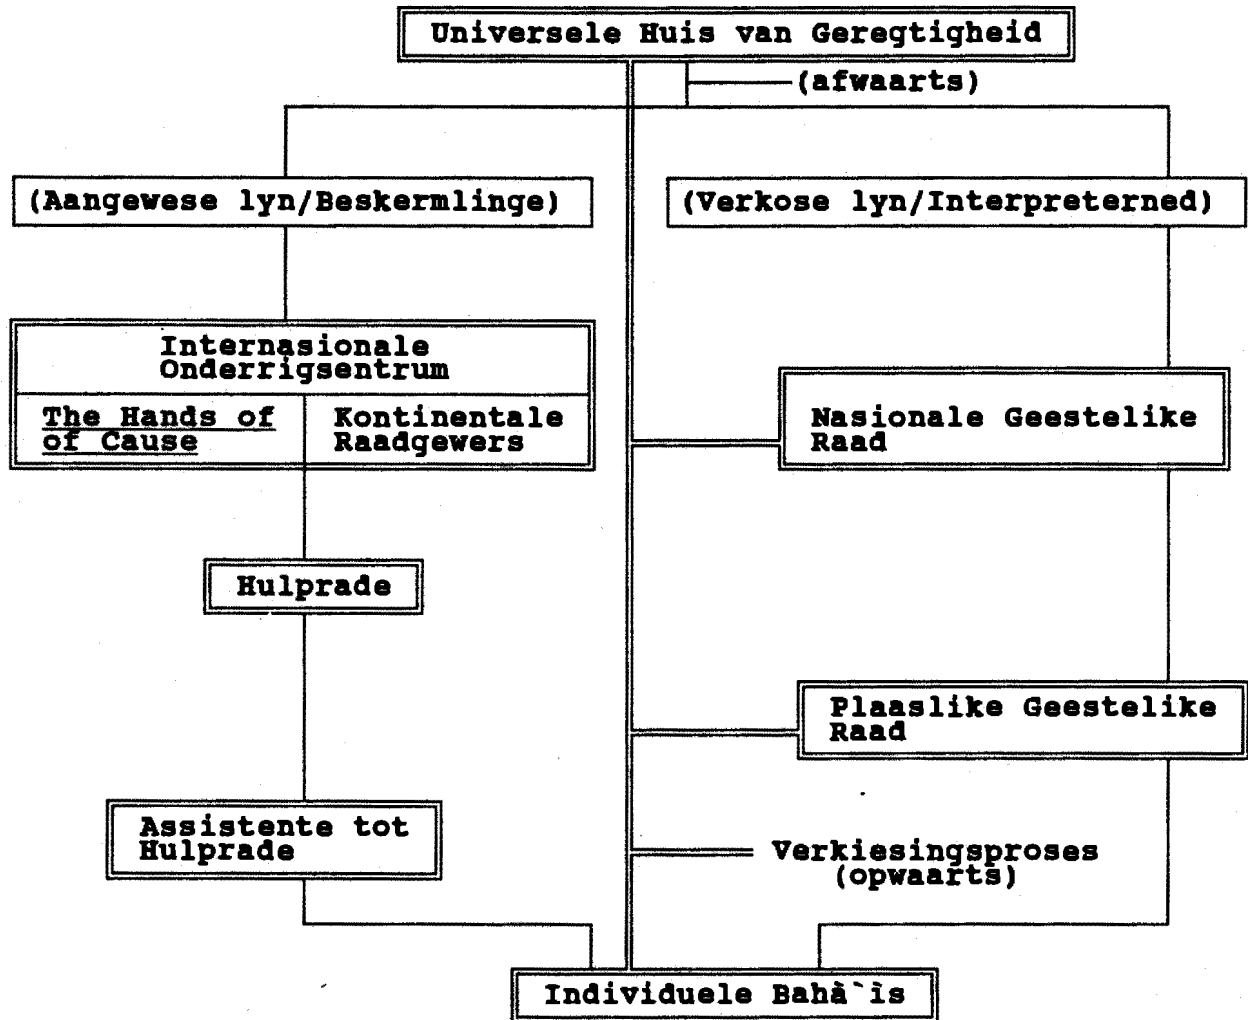 Universele Huis van Geregtigheid
(afwaarts)
(Aangewese lyn/Beskermlinge)
(Verkose lyn/Interpreterned)
Internasionale
Onderrigsentrum
The Hands of
of Cause
Kontinentale
Raadgewers
Nasionale Geestelike
Raad
Hulprade
Plaaslike Geestelike
Raad
Assistente tot
Hulprade
Verkiesingsproses
(opwaarts)
Individuele Bahà`ìs